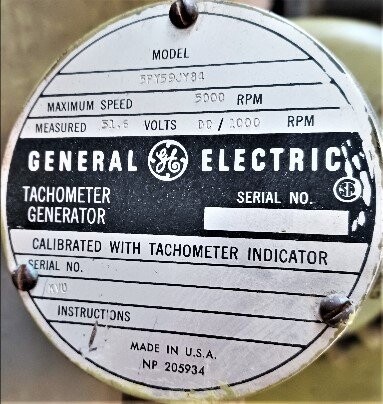 MODEL
MAXIMUM SPEED 5000 RPM
MEASURED 31.5 VOLTS DC / 1000 RPM
GENERAL GE ELECTRIC
TACHOMETER
GENERATOR
SERIAL NO.
CALIBRATED WITH TACHOMETER INDICATOR
SERIAL NO.
INSTRUCTIONS
MADE IN U.S.A.
NP 205934